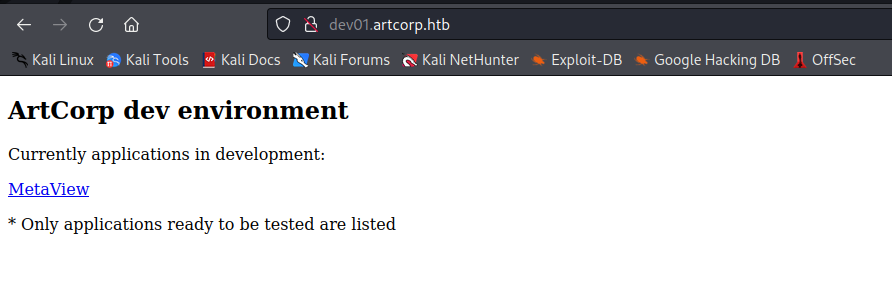 dev01.artcorp.htb
Kali Linux Kali Tools Kali Docs Kali Forums Kali NetHunter Exploit-DB Google Hacking DB OffSec
ArtCorp dev environment
Currently applications in development:
MetaView
* Only applications ready to be tested are listed